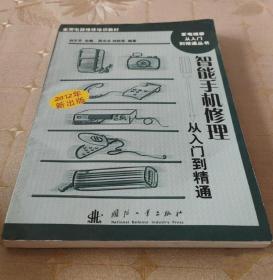 家用电器维修培训教材
家电维修
从入门
到精通丛书
智能手机修理
从入门到精通
2012年
新出版
国防工业出版社
National Defense Industry Press